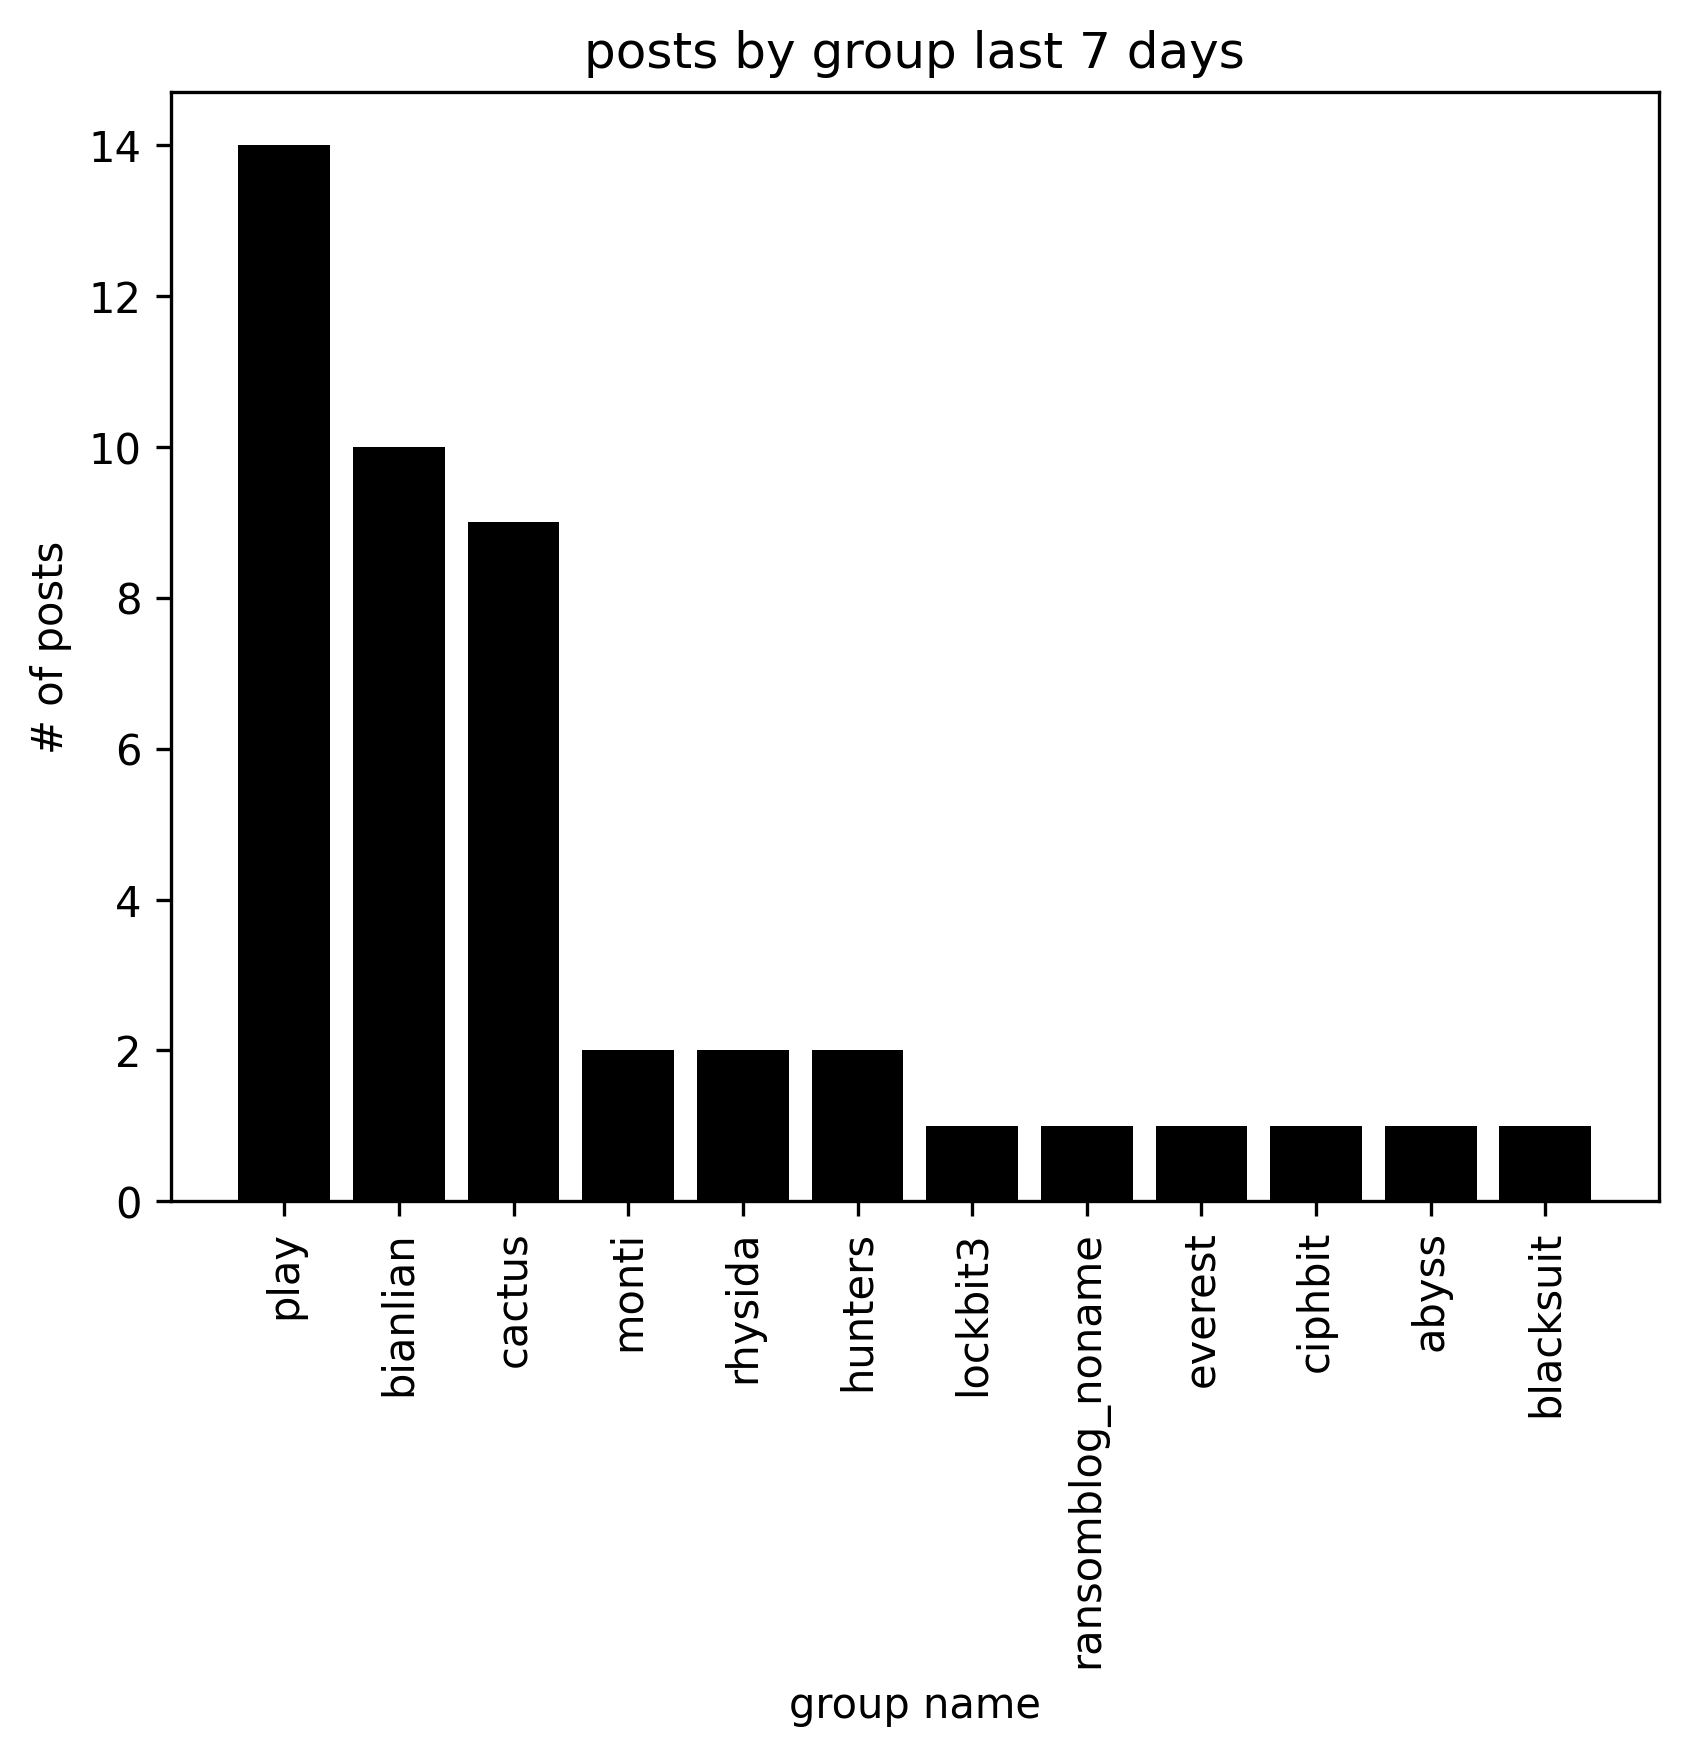 posts by group last 7 days
# of posts
14
12
10
8
6
4
2
0
play
bianlian
cactus
monti
rhysida
hunters
lockbit3
ransomblog_noname
everest
ciphbit
abyss
blacksuit
group name